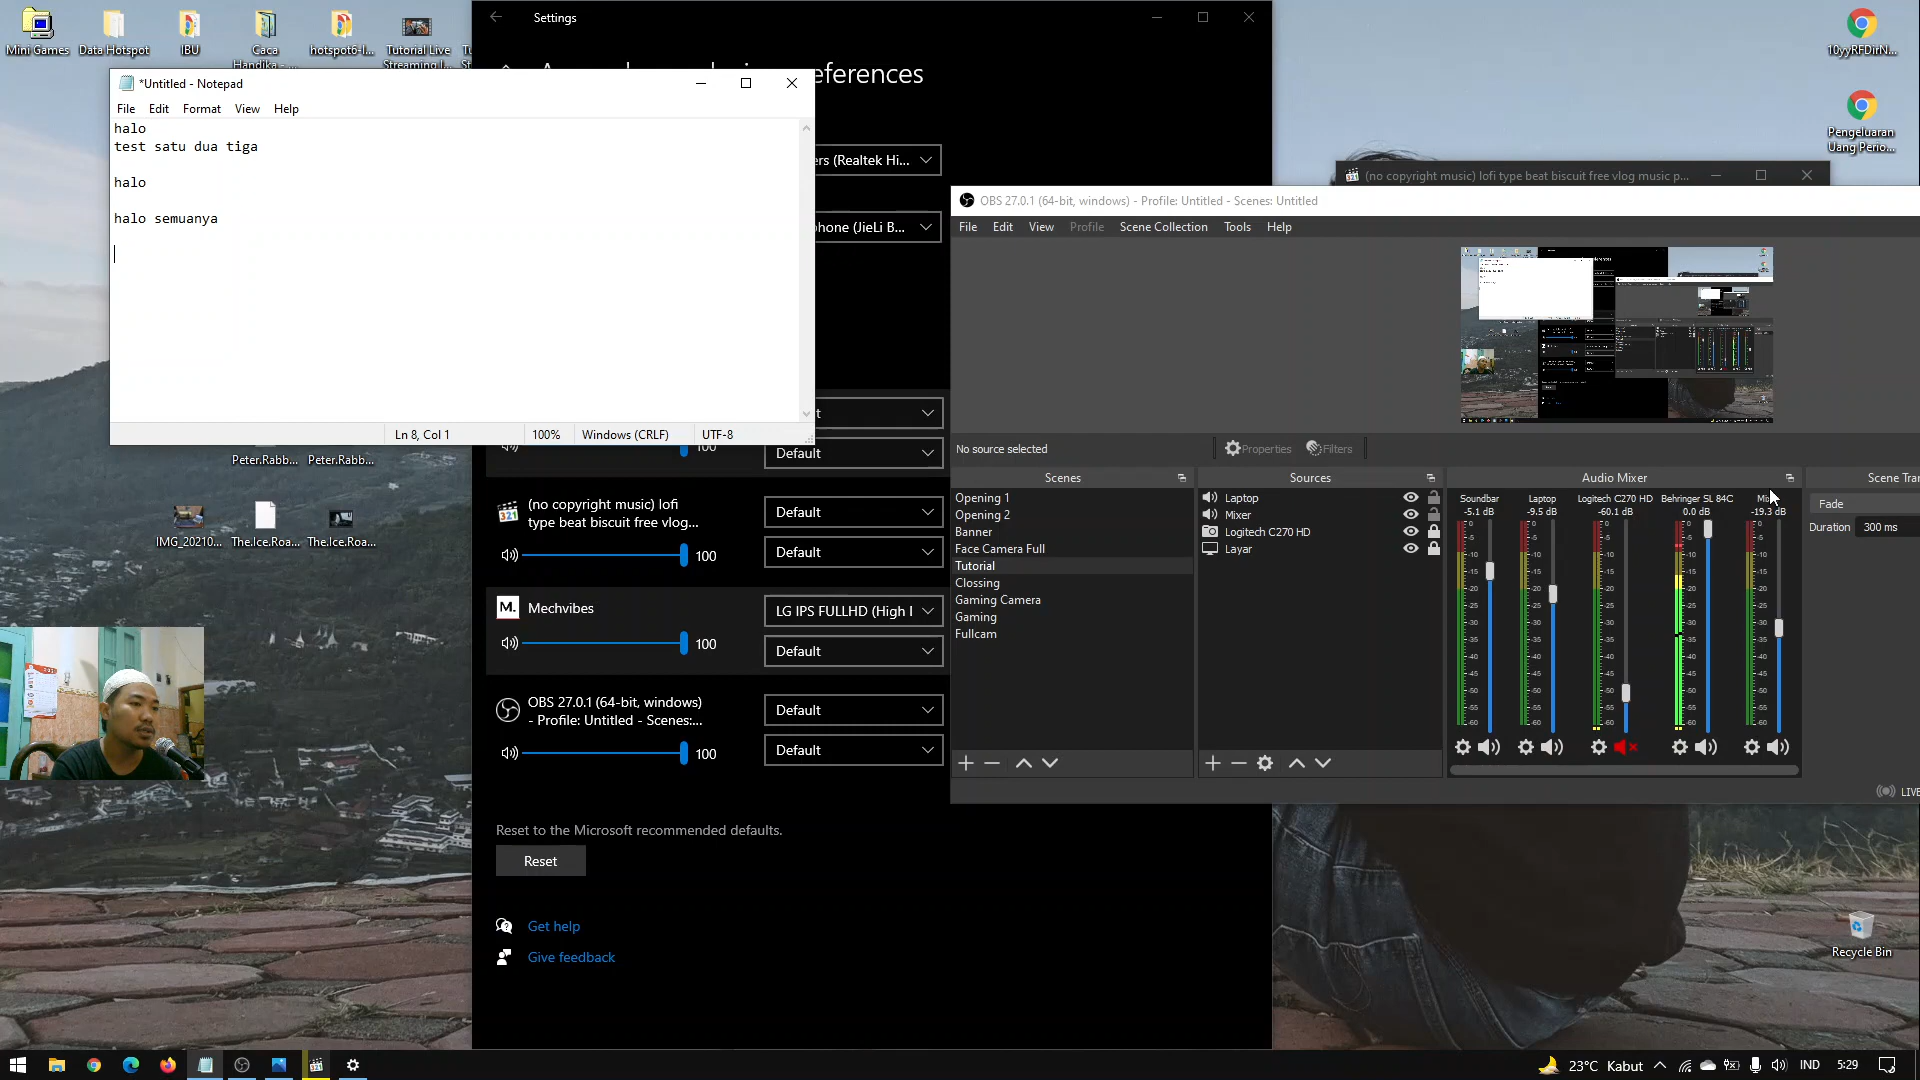 Mini Games
Data Hotspot
IBU
Caca
Handika - ...
hotspot6-l...
Tutorial Live
Streaming I...
Settings
eferences
ers (Realtek Hi...
phone (JieLi B...
*Untitled - Notepad
File Edit Format View Help
halo
test satu dua tiga
halo
halo semuanya
Ln 8, Col 1
100%
Windows (CRLF)
UTF-8
Peter.Rabb...
Peter.Rabb...
IMG_20210...
The.Ice.Roa...
The.Ice.Roa...
100
Default
(no copyright music) lofi
type beat biscuit free vlog...
100
Default
Default
M.
Mechvibes
100
LG IPS FULLHD (High I
Default
OBS 27.0.1 (64-bit, windows)
- Profile: Untitled - Scenes:...
100
Default
Default
Reset to the Microsoft recommended defaults.
Reset
Get help
Give feedback
10yyRFDirN...
Pengeluaran
Uang Perio...
(no copyright music) lofi type beat biscuit free vlog music p...
OBS 27.0.1 (64-bit, windows) - Profile: Untitled - Scenes: Untitled
File Edit View Profile Scene Collection Tools Help
No source selected
Properties
Filters
Scenes
Opening 1
Opening 2
Banner
Face Camera Full
Tutorial
Clossing
Gaming Camera
Gaming
Fullcam
Sources
Laptop
Mixer
Logitech C270 HD
Layar
Audio Mixer
Soundbar
-5.1 dB
Laptop
-9.5 dB
Logitech C270 HD
-60.1 dB
Behringer SL 84C
0.0 dB
-19.3 dB
Scene Tran
Fade
Duration
300 ms
LIVE
Recycle Bin
23°C Kabut
IND
5:29